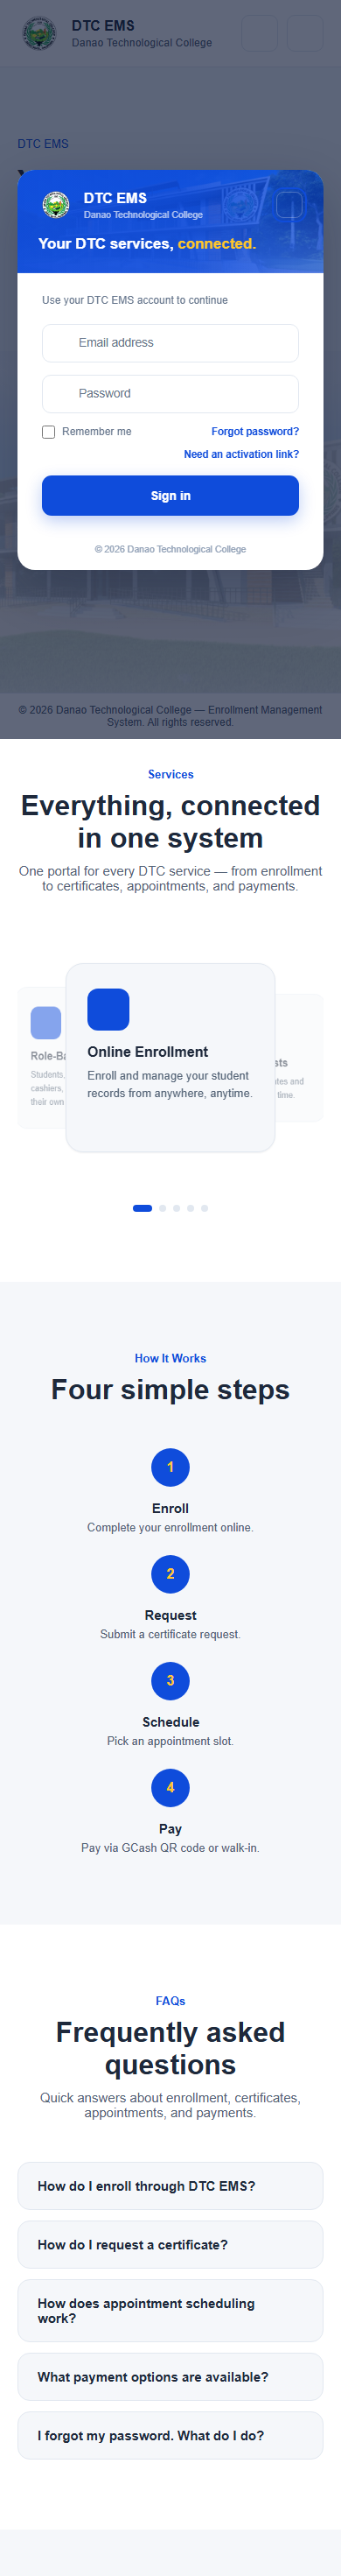 DTC EMS
Danao Technological College
DTC EMS
DTC EMS
Danao Technological College
Your DTC services, connected.
Use your DTC EMS account to continue
Email address
Password
Remember me
Forgot password?
Need an activation link?
Sign in
© 2026 Danao Technological College
© 2026 Danao Technological College — Enrollment Management
System. All rights reserved.
Services
Everything, connected
in one system
One portal for every DTC service — from enrollment
to certificates, appointments, and payments.
Online Enrollment
Enroll and manage your student
records from anywhere, anytime.
Students,
cashiers,
their own
and
time.
How It Works
Four simple steps
1
Enroll
Complete your enrollment online.
2
Request
Submit a certificate request.
3
Schedule
Pick an appointment slot.
4
Pay
Pay via GCash QR code or walk-in.
FAQs
Frequently asked
questions
Quick answers about enrollment, certificates,
appointments, and payments.
How do I enroll through DTC EMS?
How do I request a certificate?
How does appointment scheduling
work?
What payment options are available?
I forgot my password. What do I do?